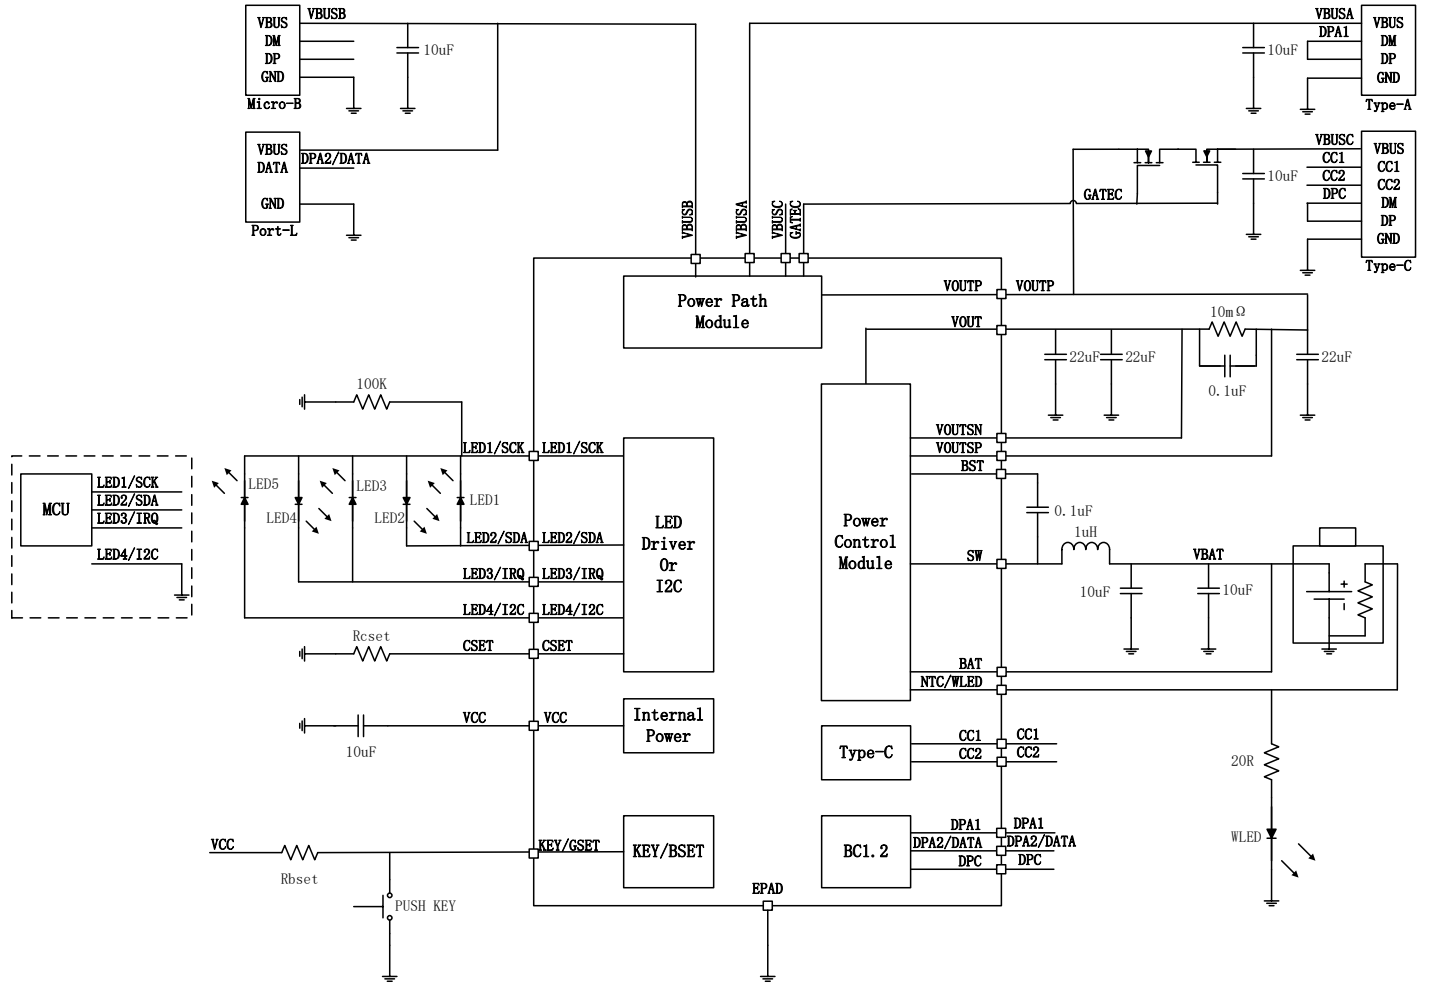 VBUS
DM
DP
GND
Micro-B
VBUSB
10uF
VBUS
DATA
GND
Port-L
DPA2/DATA
VBUSA
DPA1
10uF
VBUS
DM
DP
GND
Type-A
VBUSC
CC1
CC2
DPC
10uF
VBUS
CC1
CC2
DM
DP
GND
Type-C
GATEC
VBUSB
VBUSA
VBUSC
GATEC
Power Path
Module
VOUTP
VOUTP
VOUT
10mΩ
22uF
22uF
0.1uF
22uF
100K
LED1/SCK
LED1/SCK
LED5
LED4
LED3
LED2
LED1
LED2/SDA
LED2/SDA
LED3/IRQ
LED3/IRQ
LED4/I2C
LED4/I2C
Rcset
CSET
CSET
LED
Driver
Or
I2C
MCU
LED1/SCK
LED2/SDA
LED3/IRQ
LED4/I2C
VOUTSN
VOUTSP
BST
0.1uF
1uH
SW
VBAT
Power
Control
Module
10uF
10uF
+
-
BAT
NTC/WLED
10uF
VCC
VCC
Internal
Power
Type-C
CC1
CC1
CC2
CC2
20R
WLED
VCC
Rbset
KEY/GSET
KEY/BSET
PUSH KEY
BC1.2
DPA1
DPA1
DPA2/DATA
DPA2/DATA
DPC
DPC
EPAD